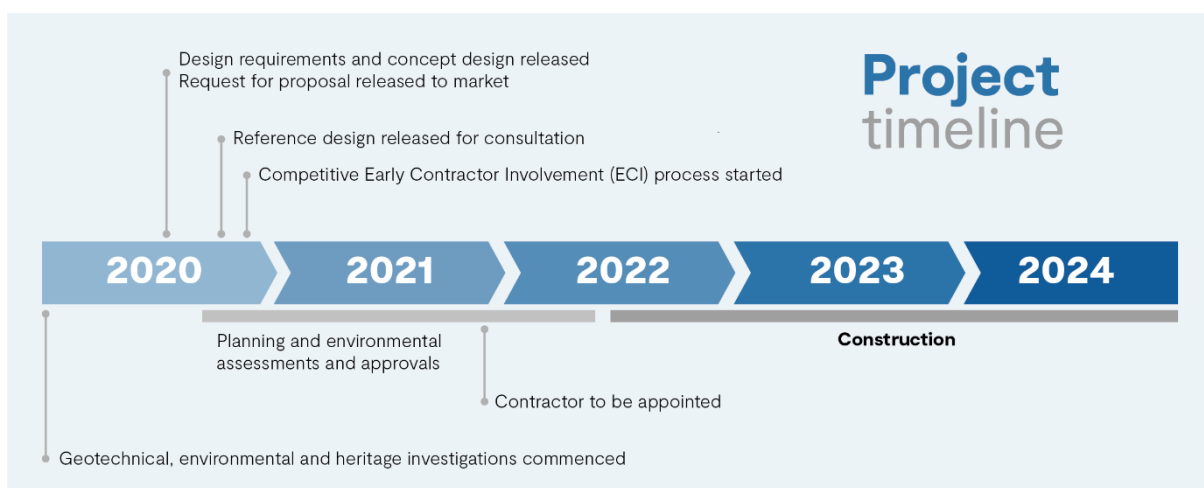 Design requirements and concept design released
Request for proposal released to market
Project
timeline
Reference design released for consultation
Competitive Early Contractor Involvement (ECI) process started
2020
2021
2022
2023
2024
Planning and environmental
assessments and approvals
Construction
Contractor to be appointed
Geotechnical, environmental and heritage investigations commenced